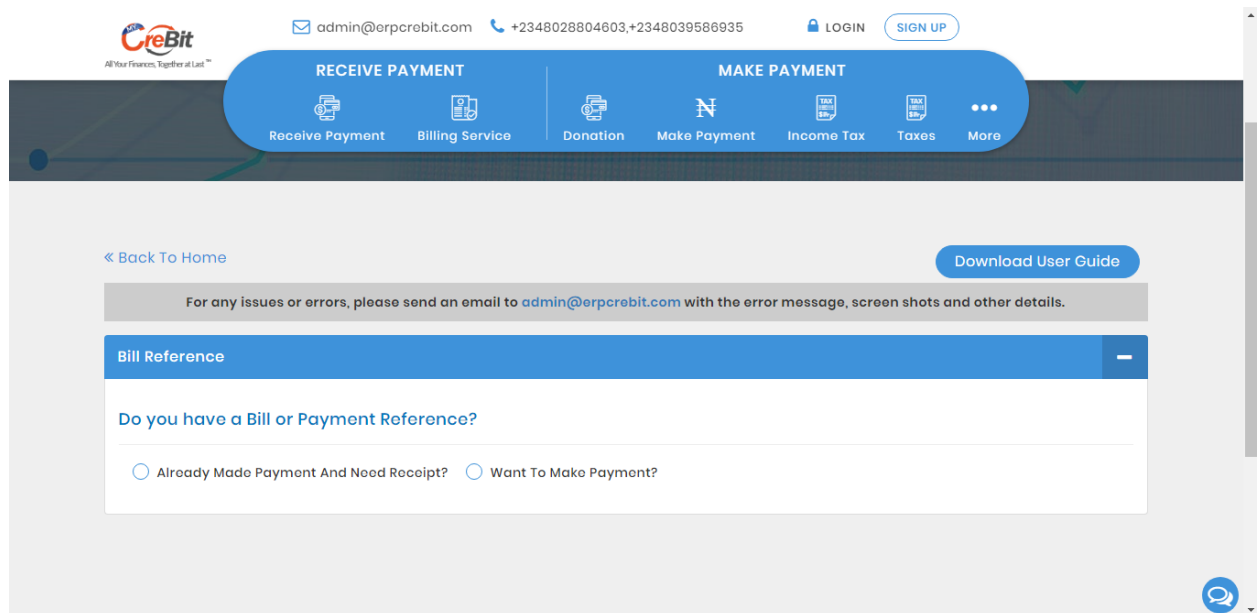 MY
CreBit
All Your Finances, Together at Last ™
admin@erpcrebit.com +2348028804603,+2348039586935 LOGIN SIGN UP
RECEIVE PAYMENT MAKE PAYMENT
Receive Payment Billing Service Donation Make Payment Income Tax Taxes More
« Back To Home
Download User Guide
For any issues or errors, please send an email to admin@erpcrebit.com with the error message, screen shots and other details.
Bill Reference
Do you have a Bill or Payment Reference?
Already Made Payment And Need Receipt? Want To Make Payment?